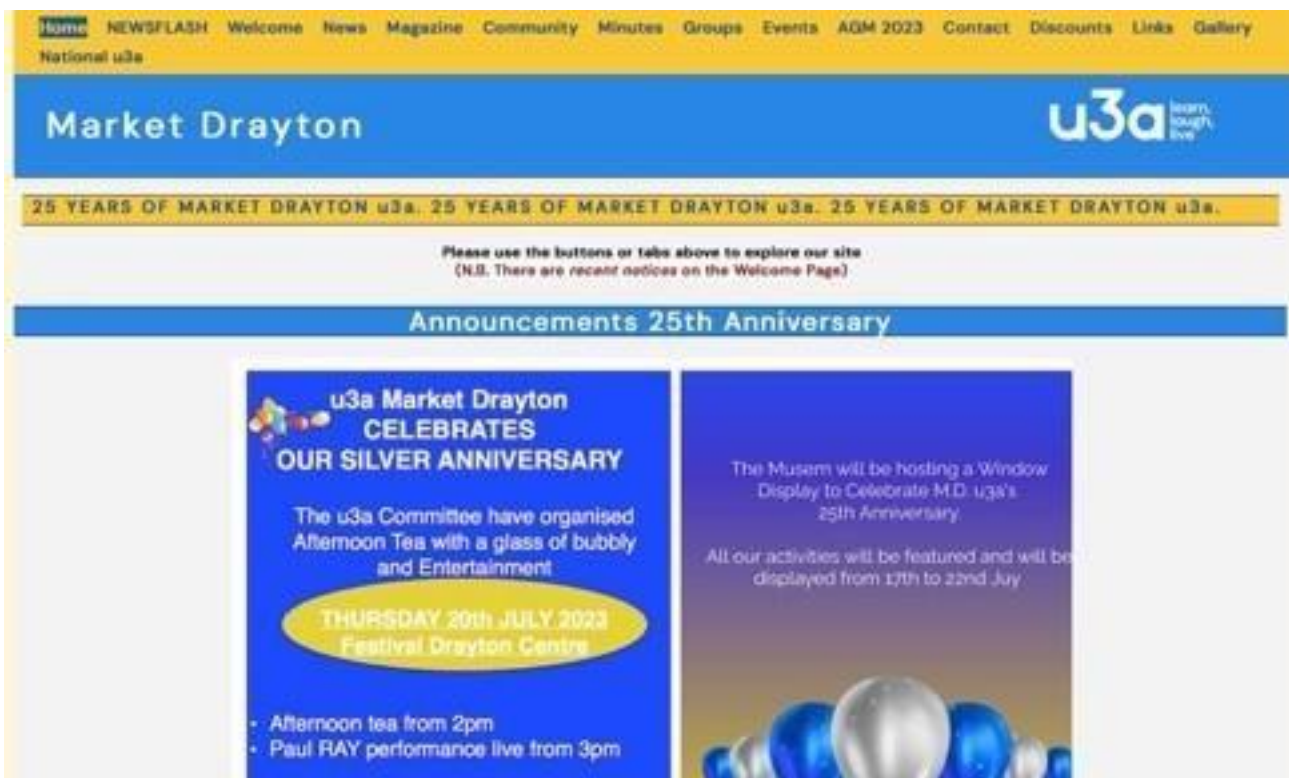 Home NEWSFLASH Welcome News Magazine Community Minutes Groups Events AGM 2023 Contact Discounts Links Gallery
National u3a
Market Drayton
u3a learn, laugh, live
25 YEARS OF MARKET DRAYTON u3a. 25 YEARS OF MARKET DRAYTON u3a. 25 YEARS OF MARKET DRAYTON u3a.
Please use the buttons or tabs above to explore our site
(N.B. There are recent notices on the Welcome Page)
Announcements 25th Anniversary
u3a Market Drayton
CELEBRATES
OUR SILVER ANNIVERSARY
The u3a Committee have organised
Afternoon Tea with a glass of bubbly
and Entertainment
THURSDAY 20th JULY 2023
Festival Drayton Centre
• Afternoon tea from 2pm
• Paul RAY performance live from 3pm
The Musem will be hosting a Window
Display to Celebrate M.D. u3a's
25th Anniversary
All our activities will be featured and will be
displayed from 17th to 22nd Juy